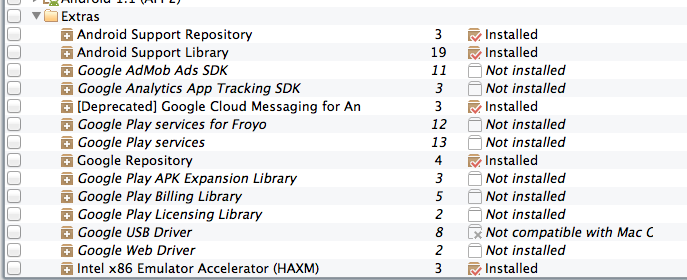 Android 1.1 (API 2)
Extras
Android Support Repository 3 Installed
Android Support Library 19 Installed
Google AdMob Ads SDK 11 Not installed
Google Analytics App Tracking SDK 3 Not installed
[Deprecated] Google Cloud Messaging for An 3 Installed
Google Play services for Froyo 12 Not installed
Google Play services 13 Not installed
Google Repository 4 Installed
Google Play APK Expansion Library 3 Not installed
Google Play Billing Library 5 Not installed
Google Play Licensing Library 2 Not installed
Google USB Driver 8 Not compatible with Mac O
Google Web Driver 2 Not installed
Intel x86 Emulator Accelerator (HAXM) 3 Installed